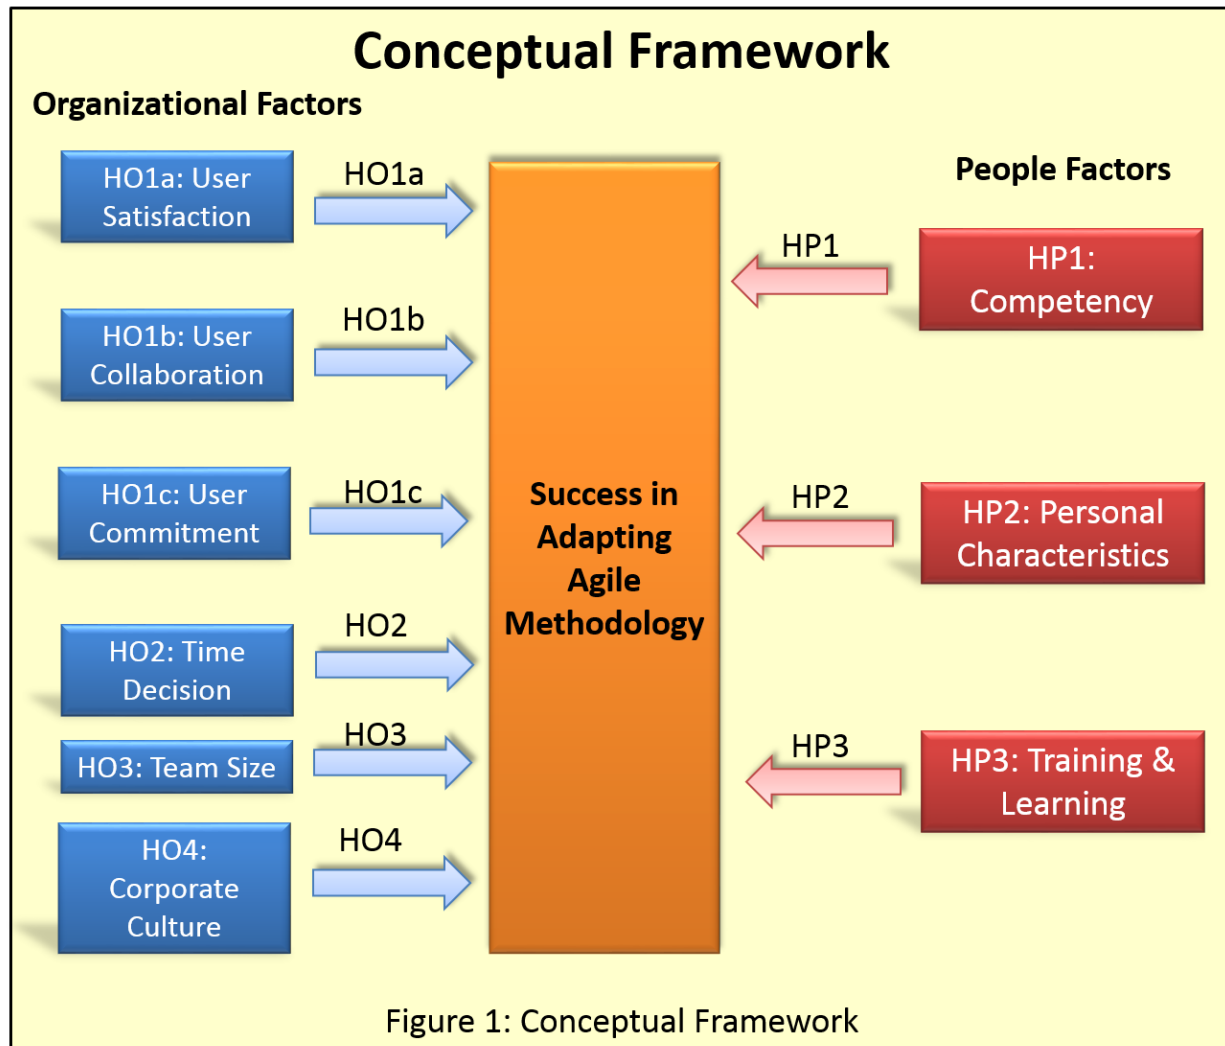 Conceptual Framework
Organizational Factors
HO1a: User
Satisfaction
HO1a
HO1b: User
Collaboration
HO1b
HO1c: User
Commitment
HO1c
HO2: Time
Decision
HO2
HO3: Team Size
HO3
HO4:
Corporate
Culture
HO4
Success in
Adapting
Agile
Methodology
People Factors
HP1
HP1:
Competency
HP2
HP2: Personal
Characteristics
HP3
HP3: Training &
Learning
Figure 1: Conceptual Framework